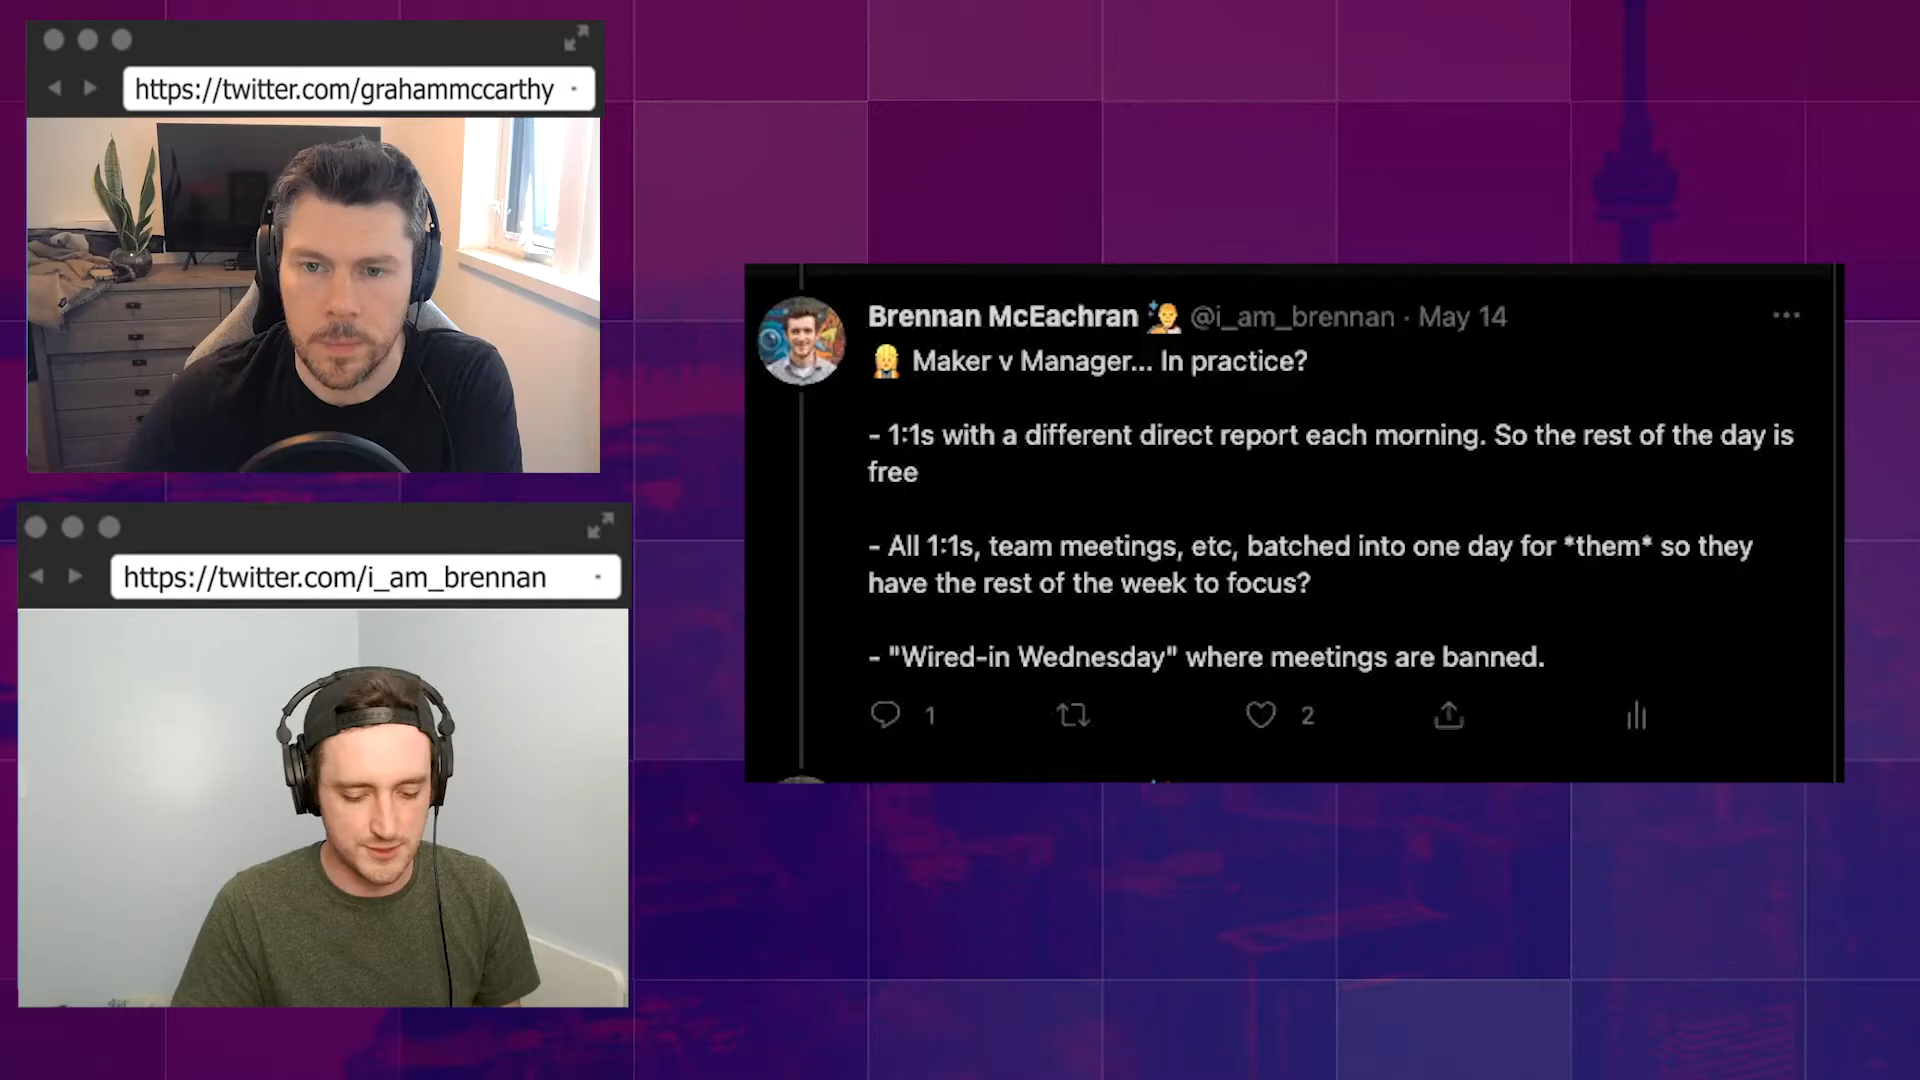 https://twitter.com/grahammccarthy
https://twitter.com/i_am_brennan
Brennan McEachran @i_am_brennan · May 14
Maker v Manager... In practice?
- 1:1s with a different direct report each morning. So the rest of the day is
free
- All 1:1s, team meetings, etc, batched into one day for *them* so they
have the rest of the week to focus?
- "Wired-in Wednesday" where meetings are banned.
1 2